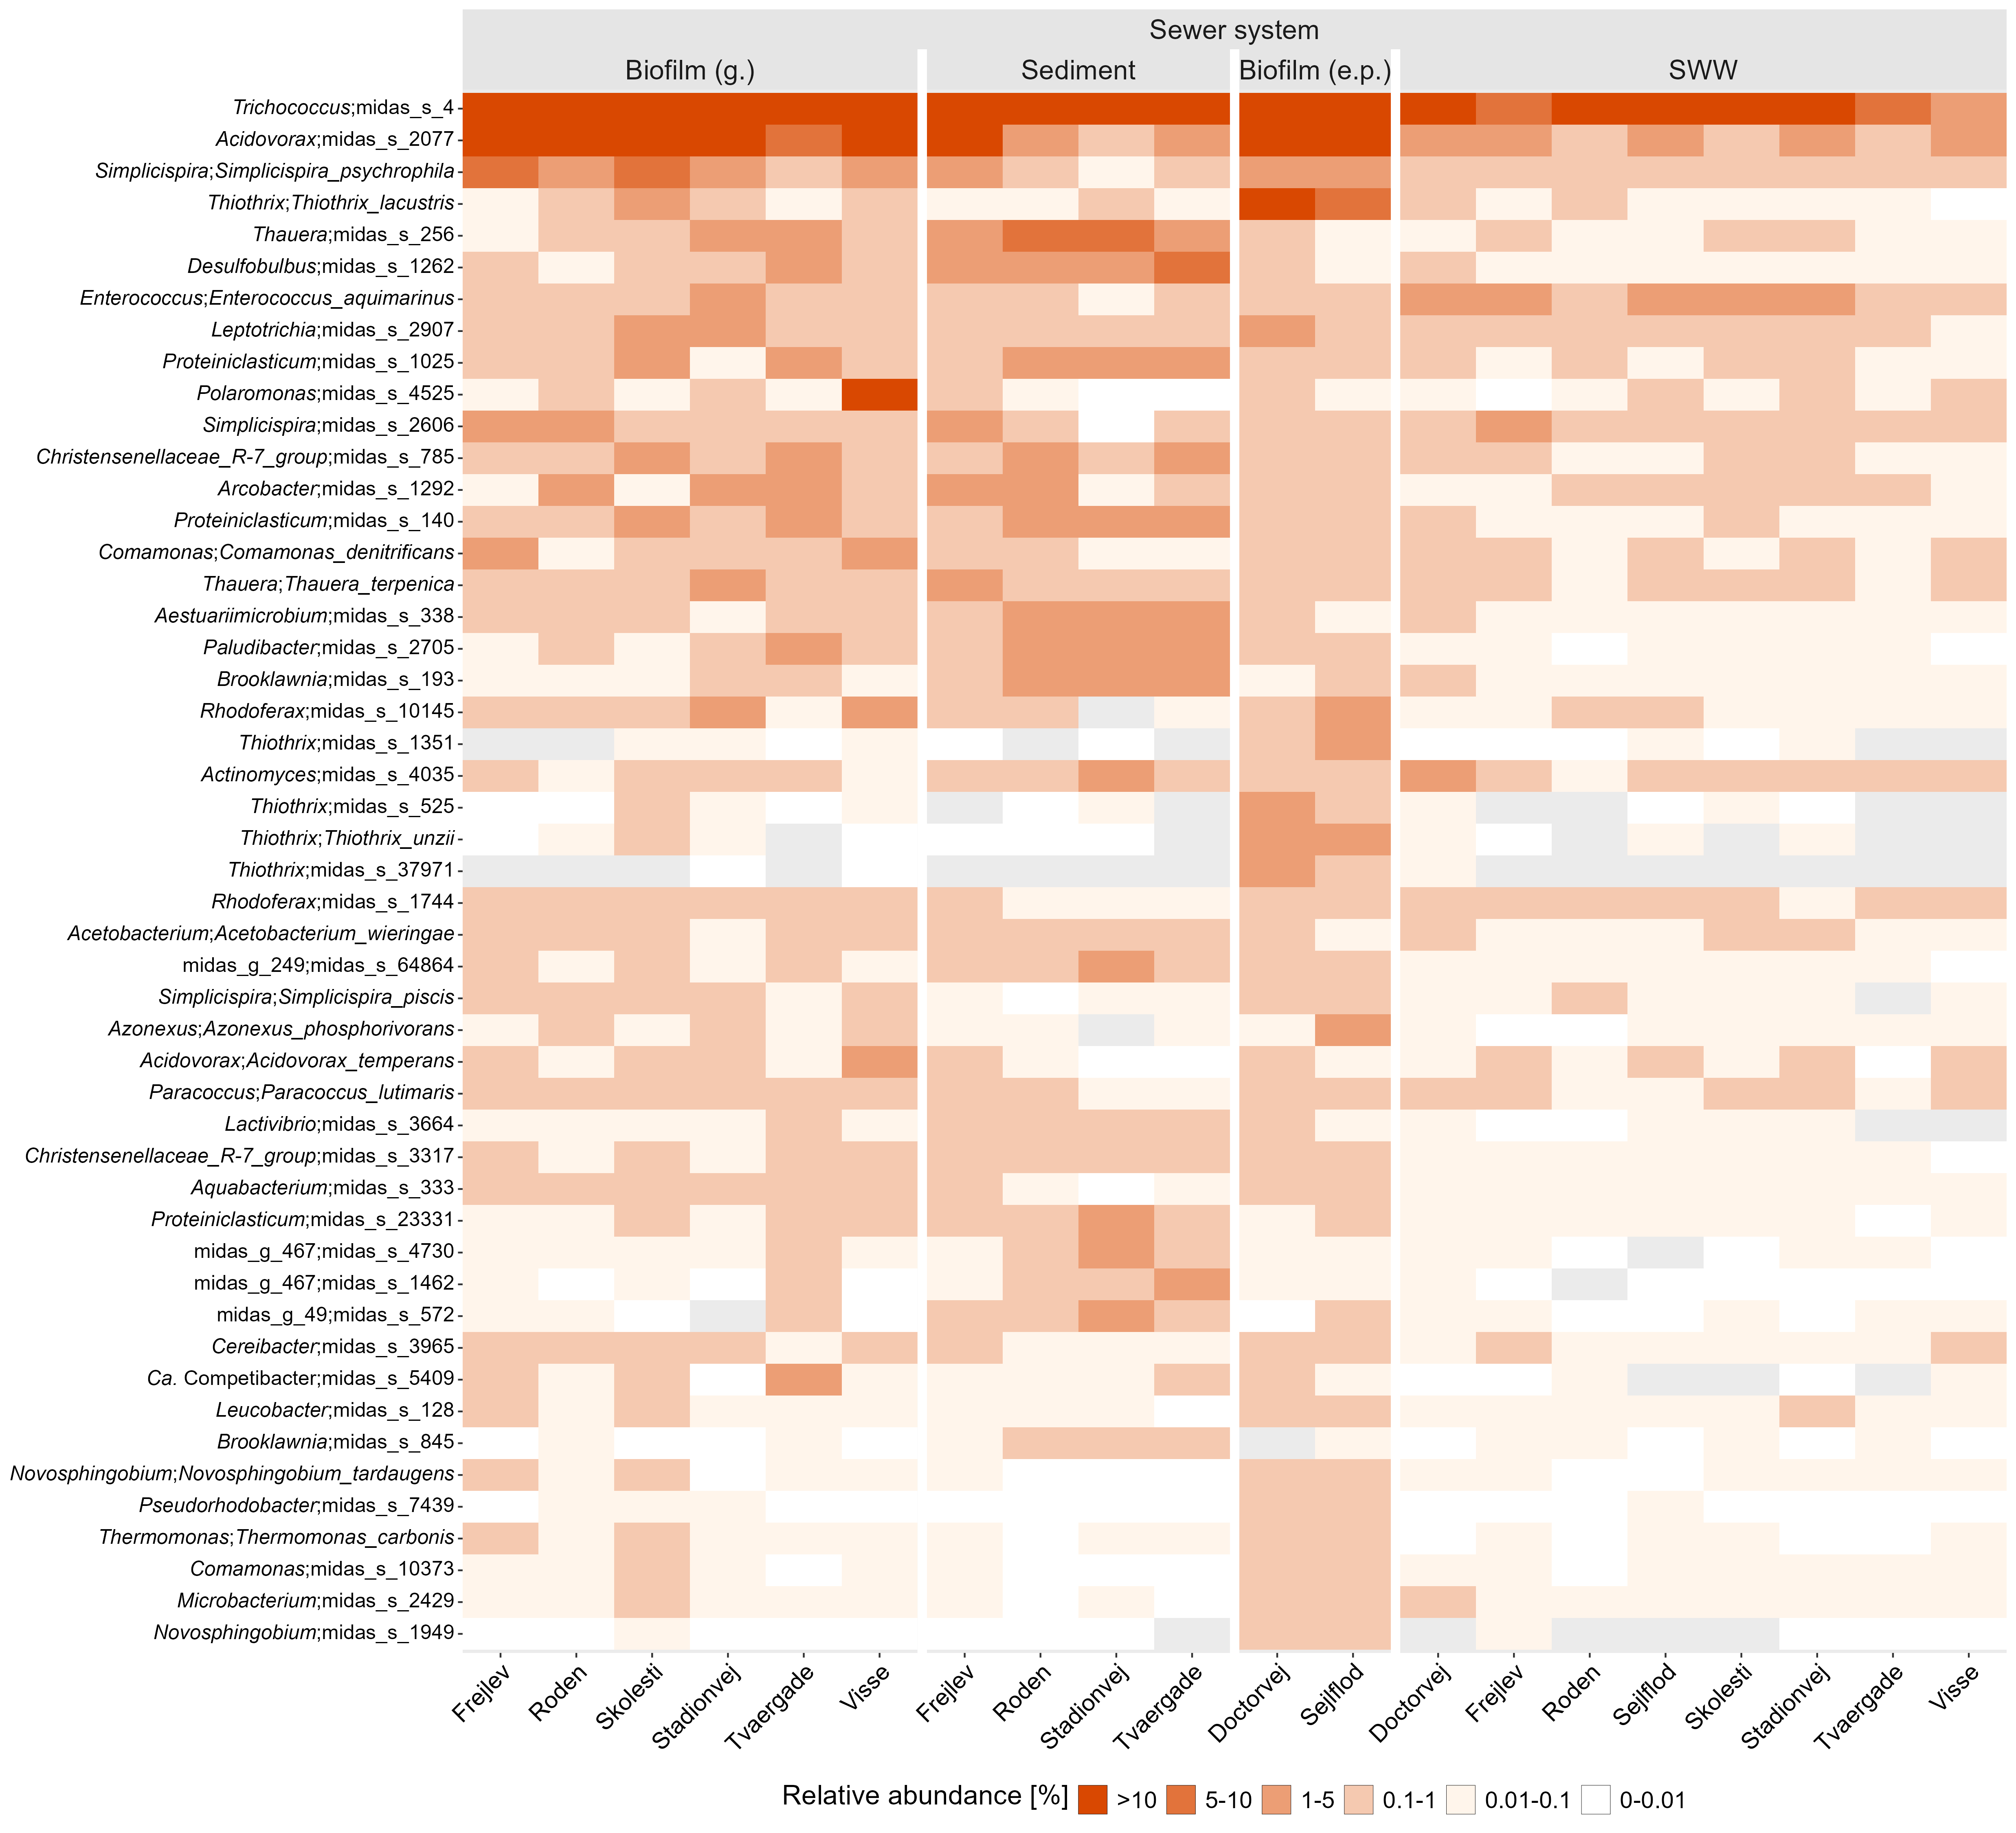 Sewer system
Biofilm (g.) Sediment Biofilm (e.p.) SWW
Trichococcus;midas_s_4
Acidovorax;midas_s_2077
Simplicispira;Simplicispira_psychrophila
Thiothrix;Thiothrix_lacustris
Thauera;midas_s_256
Desulfobulbus;midas_s_1262
Enterococcus;Enterococcus_aquimarinus
Leptotrichia;midas_s_2907
Proteiniclasticum;midas_s_1025
Polaromonas;midas_s_4525
Simplicispira;midas_s_2606
Christensenellaceae_R-7_group;midas_s_785
Arcobacter;midas_s_1292
Proteiniclasticum;midas_s_140
Comamonas;Comamonas_denitrificans
Thauera;Thauera_terpenica
Aestuariimicrobium;midas_s_338
Paludibacter;midas_s_2705
Brooklawnia;midas_s_193
Rhodoferax;midas_s_10145
Thiothrix;midas_s_1351
Actinomyces;midas_s_4035
Thiothrix;midas_s_525
Thiothrix;Thiothrix_unzii
Thiothrix;midas_s_37971
Rhodoferax;midas_s_1744
Acetobacterium;Acetobacterium_wieringae
midas_g_249;midas_s_64864
Simplicispira;Simplicispira_piscis
Azonexus;Azonexus_phosphorivorans
Acidovorax;Acidovorax_temperans
Paracoccus;Paracoccus_lutimaris
Lactivibrio;midas_s_3664
Christensenellaceae_R-7_group;midas_s_3317
Aquabacterium;midas_s_333
Proteiniclasticum;midas_s_23331
midas_g_467;midas_s_4730
midas_g_467;midas_s_1462
midas_g_49;midas_s_572
Cereibacter;midas_s_3965
Ca. Competibacter;midas_s_5409
Leucobacter;midas_s_128
Brooklawnia;midas_s_845
Novosphingobium;Novosphingobium_tardaugens
Pseudorhodobacter;midas_s_7439
Thermomonas;Thermomonas_carbonis
Comamonas;midas_s_10373
Microbacterium;midas_s_2429
Novosphingobium;midas_s_1949
Frejlev Roden Skolesti Stadionvej Tvaergade Visse Frejlev Roden Stadionvej Tvaergade Doctorvej Sejlflod Doctorvej Frejlev Roden Sejlflod Skolesti Stadionvej Tvaergade Visse
Relative abundance [%] >10 5-10 1-5 0.1-1 0.01-0.1 0-0.01